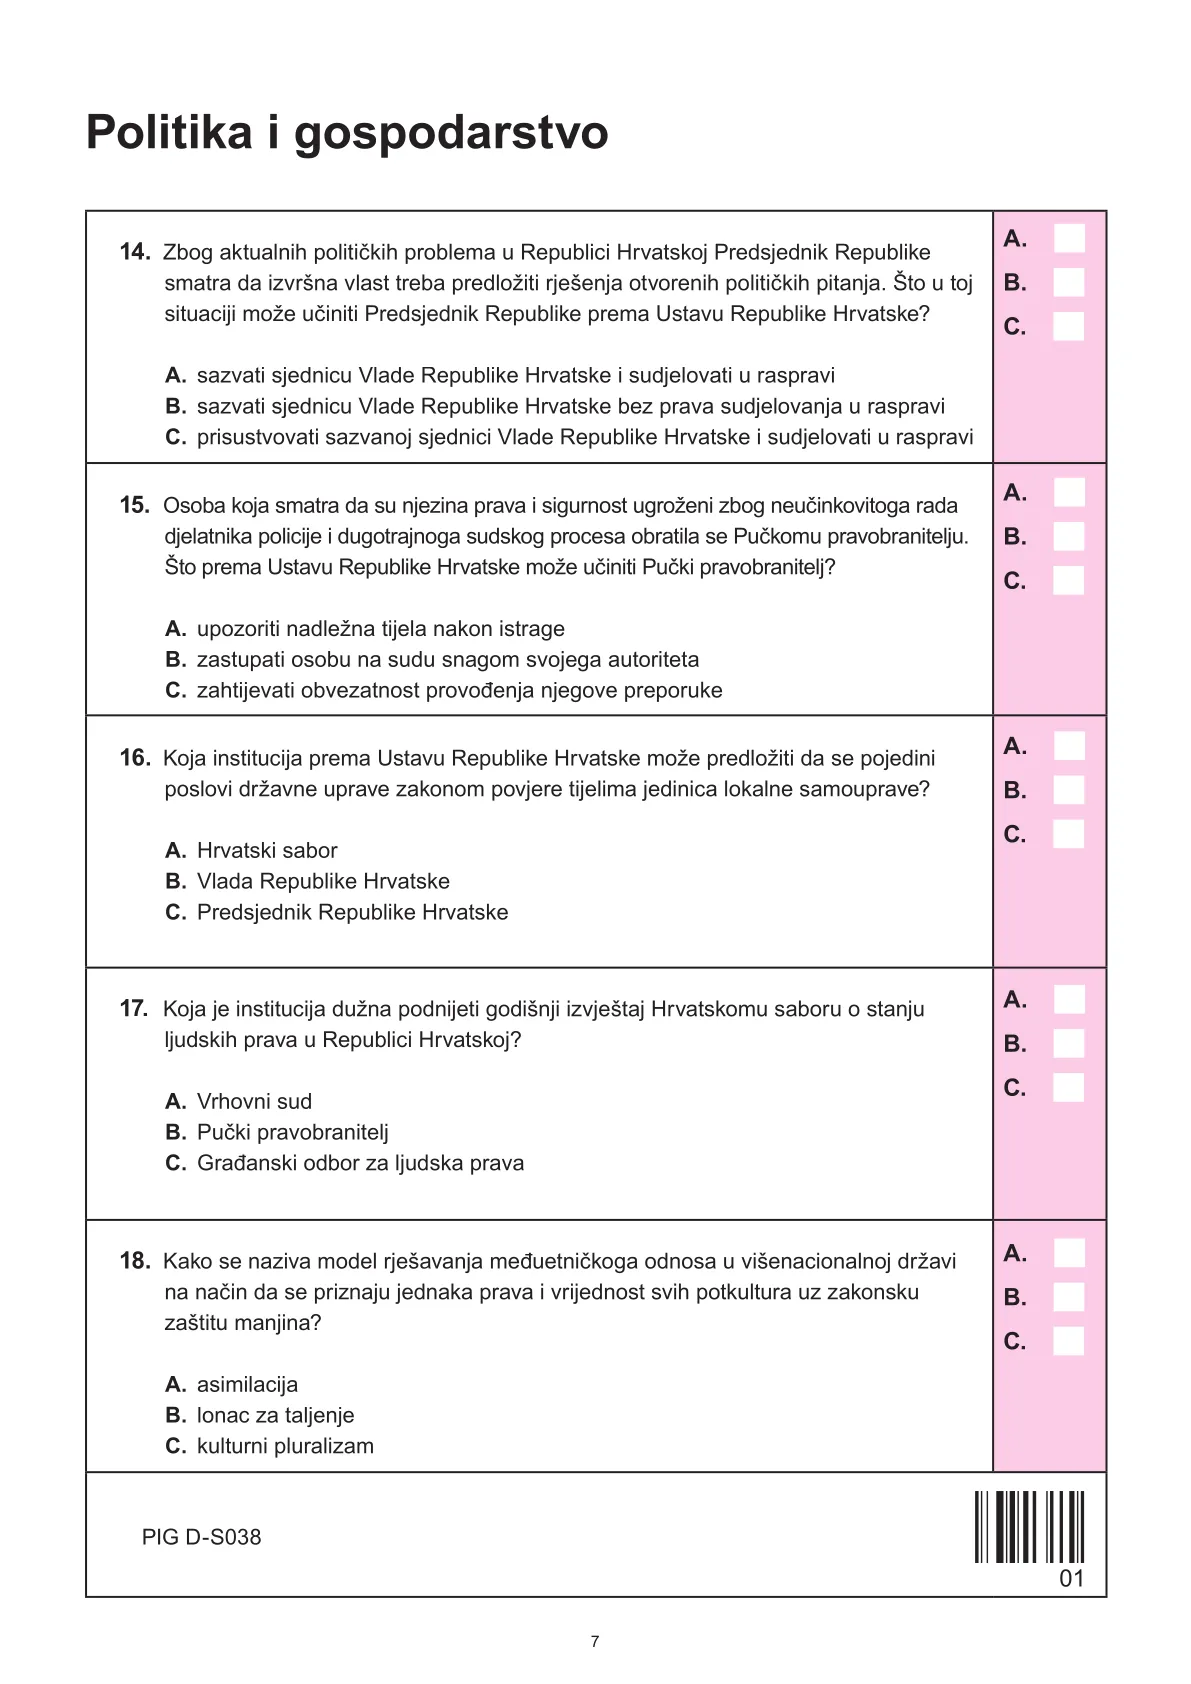 Politika i gospodarstvo
14. Zbog aktualnih političkih problema u Republici Hrvatskoj Predsjednik Republike
smatra da izvršna vlast treba predložiti rješenja otvorenih političkih pitanja. Što u toj
situaciji može učiniti Predsjednik Republike prema Ustavu Republike Hrvatske?
A. sazvati sjednicu Vlade Republike Hrvatske i sudjelovati u raspravi
B. sazvati sjednicu Vlade Republike Hrvatske bez prava sudjelovanja u raspravi
C. prisustvovati sazvanoj sjednici Vlade Republike Hrvatske i sudjelovati u raspravi
A.
B.
C.
15. Osoba koja smatra da su njezina prava i sigurnost ugroženi zbog neučinkovitoga rada
djelatnika policije i dugotrajnoga sudskog procesa obratila se Pučkomu pravobranitelju.
Što prema Ustavu Republike Hrvatske može učiniti Pučki pravobranitelj?
A. upozoriti nadležna tijela nakon istrage
B. zastupati osobu na sudu snagom svojega autoriteta
C. zahtijevati obvezatnost provođenja njegove preporuke
A.
B.
C.
16. Koja institucija prema Ustavu Republike Hrvatske može predložiti da se pojedini
poslovi državne uprave zakonom povjere tijelima jedinica lokalne samouprave?
A. Hrvatski sabor
B. Vlada Republike Hrvatske
C. Predsjednik Republike Hrvatske
A.
B.
C.
17. Koja je institucija dužna podnijeti godišnji izvještaj Hrvatskomu saboru o stanju
ljudskih prava u Republici Hrvatskoj?
A. Vrhovni sud
B. Pučki pravobranitelj
C. Građanski odbor za ljudska prava
A.
B.
C.
18. Kako se naziva model rješavanja međuetničkoga odnosa u višenacionalnoj državi
na način da se priznaju jednaka prava i vrijednost svih potkultura uz zakonsku
zaštitu manjina?
A. asimilacija
B. lonac za taljenje
C. kulturni pluralizam
A.
B.
C.
PIG D-S038
01
7